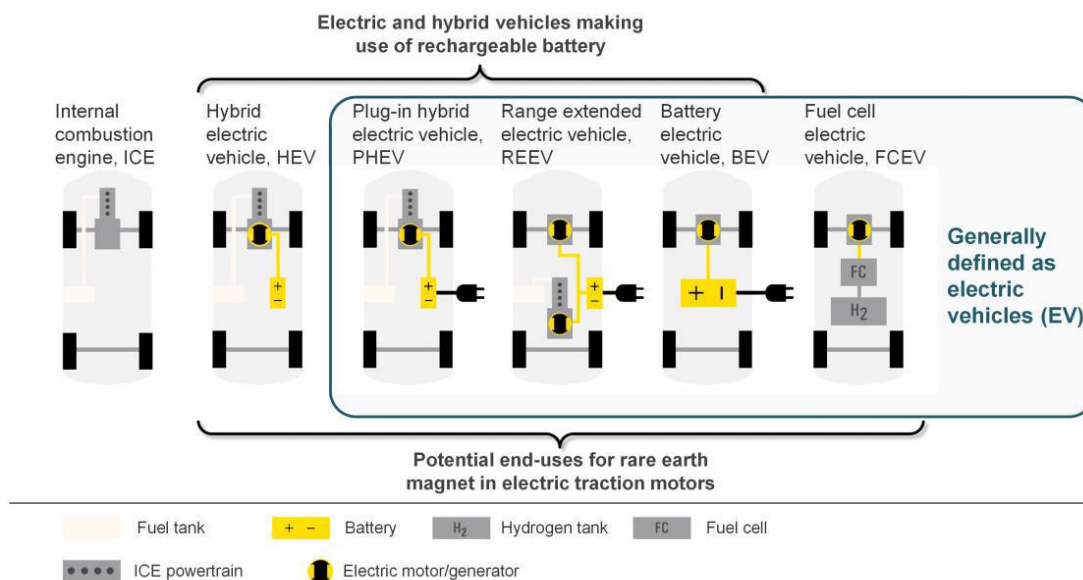 Electric and hybrid vehicles making
use of rechargeable battery
Internal
combustion
engine, ICE
Hybrid
electric
vehicle, HEV
Plug-in hybrid
electric vehicle,
PHEV
Range extended
electric vehicle,
REEV
Battery
electric
vehicle, BEV
Fuel cell
electric
vehicle, FCEV
+
-
+
-
+
-
+ -
FC
H2
Generally
defined as
electric
vehicles (EV)
Potential end-uses for rare earth
magnet in electric traction motors
Fuel tank
+ - Battery
H2 Hydrogen tank
FC Fuel cell
ICE powertrain
Electric motor/generator